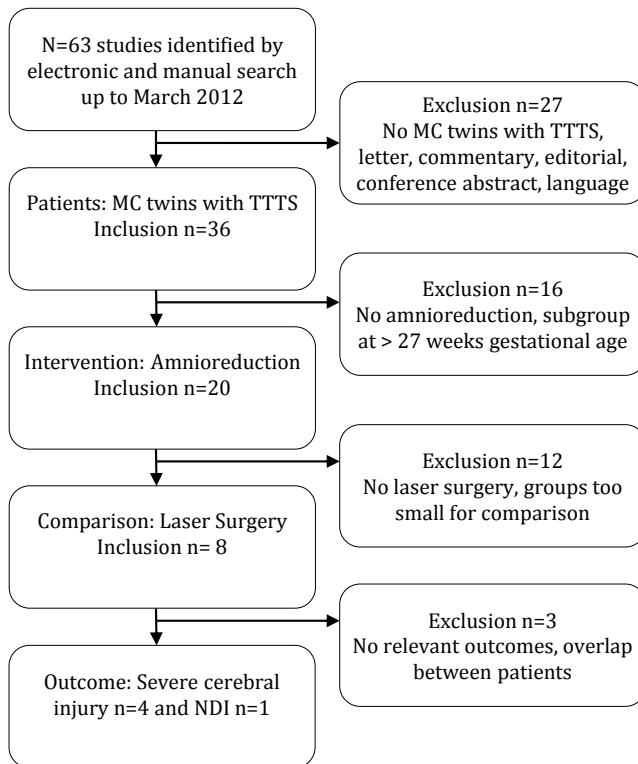 N=63 studies identified by
electronic and manual search
up to March 2012
Exclusion n=27
No MC twins with TTTS,
letter, commentary, editorial,
conference abstract, language
Patients: MC twins with TTTS
Inclusion n=36
Exclusion n=16
No amnioreduction, subgroup
at > 27 weeks gestational age
Intervention: Amnioreduction
Inclusion n=20
Exclusion n=12
No laser surgery, groups too
small for comparison
Comparison: Laser Surgery
Inclusion n= 8
Exclusion n=3
No relevant outcomes, overlap
between patients
Outcome: Severe cerebral
injury n=4 and NDI n=1